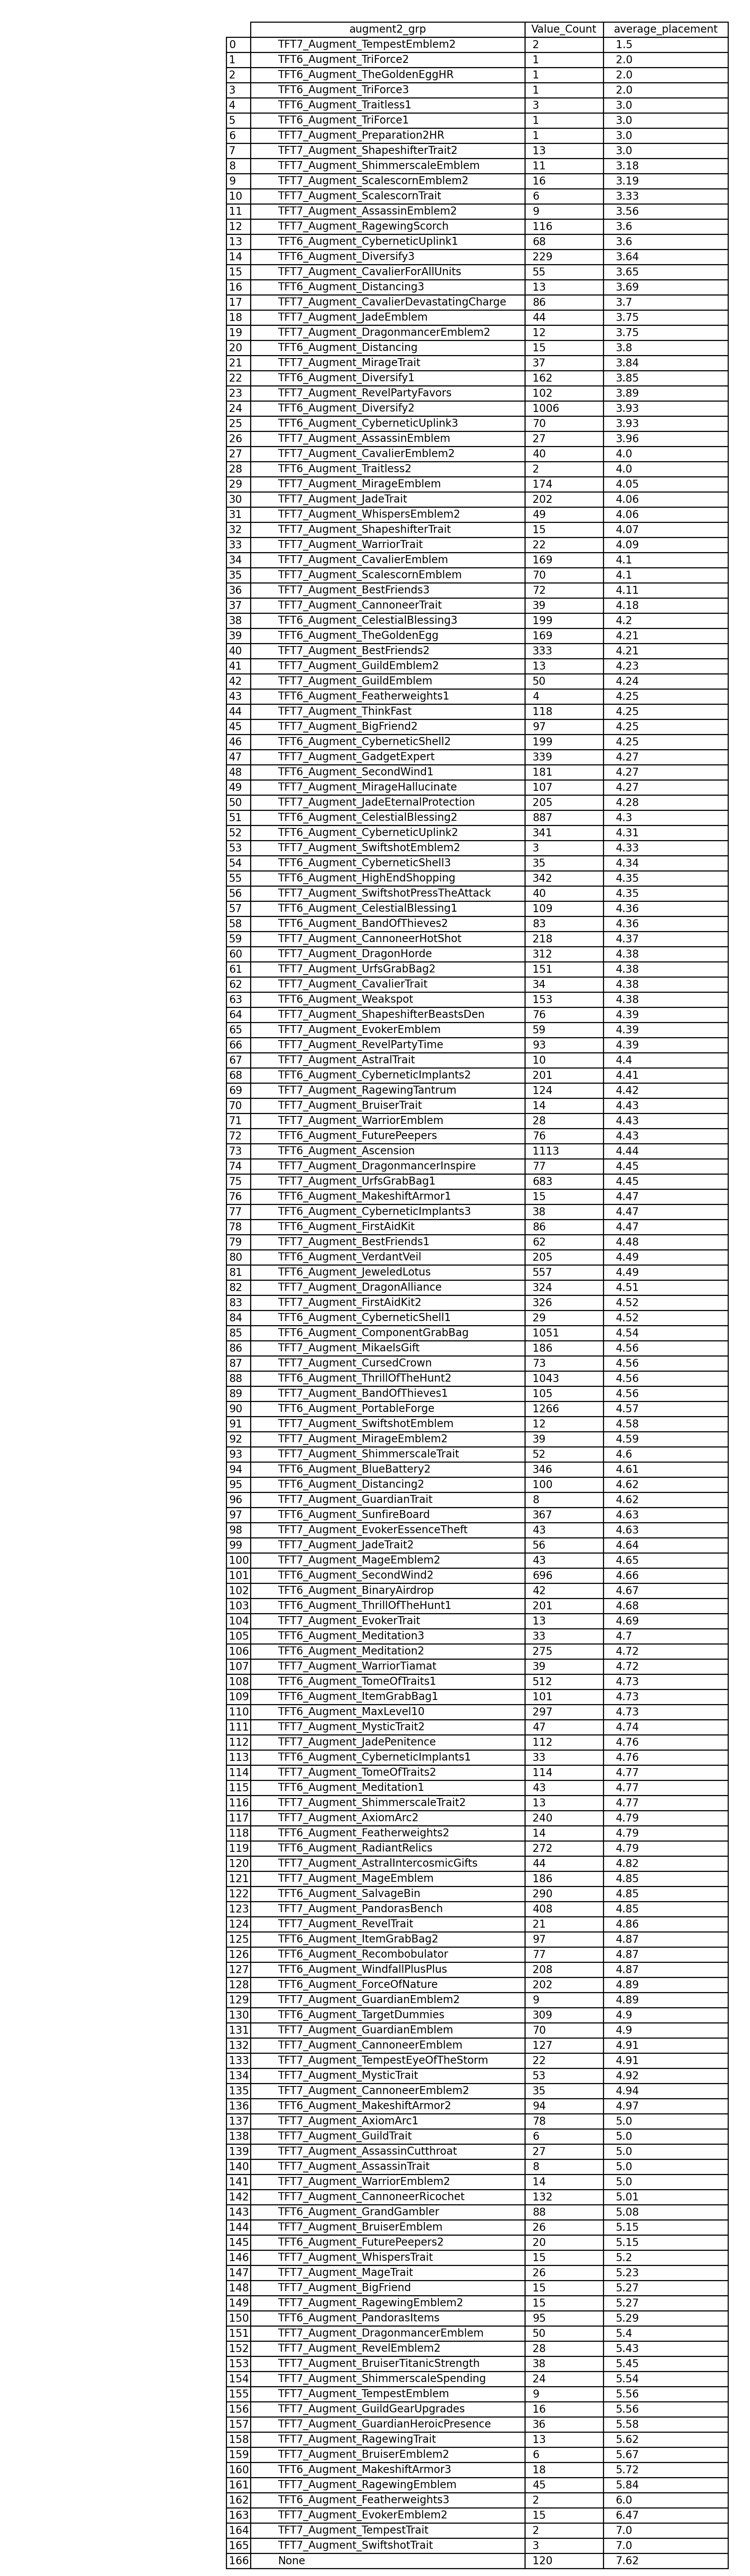 augment2_grp Value_Count average_placement
0 TFT7_Augment_TempestEmblem2 2 1.5
1 TFT6_Augment_TriForce2 1 2.0
2 TFT6_Augment_TheGoldenEggHR 1 2.0
3 TFT6_Augment_TriForce3 1 2.0
4 TFT6_Augment_Traitless1 3 3.0
5 TFT6_Augment_TriForce1 1 3.0
6 TFT7_Augment_Preparation2HR 1 3.0
7 TFT7_Augment_ShapeshifterTrait2 13 3.0
8 TFT7_Augment_ShimmerscaleEmblem 11 3.18
9 TFT7_Augment_ScalescornEmblem2 16 3.19
10 TFT7_Augment_ScalescornTrait 6 3.33
11 TFT7_Augment_AssassinEmblem2 9 3.56
12 TFT7_Augment_RagewingScorch 116 3.6
13 TFT6_Augment_CyberneticUplink1 68 3.6
14 TFT6_Augment_Diversify3 229 3.64
15 TFT7_Augment_CavalierForAllUnits 55 3.65
16 TFT6_Augment_Distancing3 13 3.69
17 TFT7_Augment_CavalierDevastatingCharge 86 3.7
18 TFT7_Augment_JadeEmblem 44 3.75
19 TFT7_Augment_DragonmancerEmblem2 12 3.75
20 TFT6_Augment_Distancing 15 3.8
21 TFT7_Augment_MirageTrait 37 3.84
22 TFT6_Augment_Diversify1 162 3.85
23 TFT7_Augment_RevelPartyFavors 102 3.89
24 TFT6_Augment_Diversify2 1006 3.93
25 TFT6_Augment_CyberneticUplink3 70 3.93
26 TFT7_Augment_AssassinEmblem 27 3.96
27 TFT7_Augment_CavalierEmblem2 40 4.0
28 TFT6_Augment_Traitless2 2 4.0
29 TFT7_Augment_MirageEmblem 174 4.05
30 TFT7_Augment_JadeTrait 202 4.06
31 TFT7_Augment_WhispersEmblem2 49 4.06
32 TFT7_Augment_ShapeshifterTrait 15 4.07
33 TFT7_Augment_WarriorTrait 22 4.09
34 TFT7_Augment_CavalierEmblem 169 4.1
35 TFT7_Augment_ScalescornEmblem 70 4.1
36 TFT7_Augment_BestFriends3 72 4.11
37 TFT7_Augment_CannoneerTrait 39 4.18
38 TFT6_Augment_CelestialBlessing3 199 4.2
39 TFT6_Augment_TheGoldenEgg 169 4.21
40 TFT7_Augment_BestFriends2 333 4.21
41 TFT7_Augment_GuildEmblem2 13 4.23
42 TFT7_Augment_GuildEmblem 50 4.24
43 TFT6_Augment_Featherweights1 4 4.25
44 TFT7_Augment_ThinkFast 118 4.25
45 TFT7_Augment_BigFriend2 97 4.25
46 TFT6_Augment_CyberneticShell2 199 4.25
47 TFT7_Augment_GadgetExpert 339 4.27
48 TFT6_Augment_SecondWind1 181 4.27
49 TFT7_Augment_MirageHallucinate 107 4.27
50 TFT7_Augment_JadeEternalProtection 205 4.28
51 TFT6_Augment_CelestialBlessing2 887 4.3
52 TFT6_Augment_CyberneticUplink2 341 4.31
53 TFT7_Augment_SwiftshotEmblem2 3 4.33
54 TFT6_Augment_CyberneticShell3 35 4.34
55 TFT6_Augment_HighEndShopping 342 4.35
56 TFT7_Augment_SwiftshotPressTheAttack 40 4.35
57 TFT6_Augment_CelestialBlessing1 109 4.36
58 TFT6_Augment_BandOfThieves2 83 4.36
59 TFT7_Augment_CannoneerHotShot 218 4.37
60 TFT7_Augment_DragonHorde 312 4.38
61 TFT7_Augment_UrfsGrabBag2 151 4.38
62 TFT7_Augment_CavalierTrait 34 4.38
63 TFT6_Augment_Weakspot 153 4.38
64 TFT7_Augment_ShapeshifterBeastsDen 76 4.39
65 TFT7_Augment_EvokerEmblem 59 4.39
66 TFT7_Augment_RevelPartyTime 93 4.39
67 TFT7_Augment_AstralTrait 10 4.4
68 TFT6_Augment_CyberneticImplants2 201 4.41
69 TFT7_Augment_RagewingTantrum 124 4.42
70 TFT7_Augment_BruiserTrait 14 4.43
71 TFT7_Augment_WarriorEmblem 28 4.43
72 TFT6_Augment_FuturePeepers 76 4.43
73 TFT6_Augment_Ascension 1113 4.44
74 TFT7_Augment_DragonmancerInspire 77 4.45
75 TFT7_Augment_UrfsGrabBag1 683 4.45
76 TFT6_Augment_MakeshiftArmor1 15 4.47
77 TFT6_Augment_CyberneticImplants3 38 4.47
78 TFT6_Augment_FirstAidKit 86 4.47
79 TFT7_Augment_BestFriends1 62 4.48
80 TFT6_Augment_VerdantVeil 205 4.49
81 TFT6_Augment_JeweledLotus 557 4.49
82 TFT7_Augment_DragonAlliance 324 4.51
83 TFT7_Augment_FirstAidKit2 326 4.52
84 TFT6_Augment_CyberneticShell1 29 4.52
85 TFT6_Augment_ComponentGrabBag 1051 4.54
86 TFT7_Augment_MikaelsGift 186 4.56
87 TFT7_Augment_CursedCrown 73 4.56
88 TFT6_Augment_ThrillOfTheHunt2 1043 4.56
89 TFT7_Augment_BandOfThieves1 105 4.56
90 TFT6_Augment_PortableForge 1266 4.57
91 TFT7_Augment_SwiftshotEmblem 12 4.58
92 TFT7_Augment_MirageEmblem2 39 4.59
93 TFT7_Augment_ShimmerscaleTrait 52 4.6
94 TFT6_Augment_BlueBattery2 346 4.61
95 TFT6_Augment_Distancing2 100 4.62
96 TFT7_Augment_GuardianTrait 8 4.62
97 TFT6_Augment_SunfireBoard 367 4.63
98 TFT7_Augment_EvokerEssenceTheft 43 4.63
99 TFT7_Augment_JadeTrait2 56 4.64
100 TFT7_Augment_MageEmblem2 43 4.65
101 TFT6_Augment_SecondWind2 696 4.66
102 TFT6_Augment_BinaryAirdrop 42 4.67
103 TFT6_Augment_ThrillOfTheHunt1 201 4.68
104 TFT7_Augment_EvokerTrait 13 4.69
105 TFT6_Augment_Meditation3 33 4.7
106 TFT6_Augment_Meditation2 275 4.72
107 TFT7_Augment_WarriorTiamat 39 4.72
108 TFT6_Augment_TomeOfTraits1 512 4.73
109 TFT6_Augment_ItemGrabBag1 101 4.73
110 TFT6_Augment_MaxLevel10 297 4.73
111 TFT7_Augment_MysticTrait2 47 4.74
112 TFT7_Augment_JadePenitence 112 4.76
113 TFT6_Augment_CyberneticImplants1 33 4.76
114 TFT7_Augment_TomeOfTraits2 114 4.77
115 TFT6_Augment_Meditation1 43 4.77
116 TFT7_Augment_ShimmerscaleTrait2 13 4.77
117 TFT7_Augment_AxiomArc2 240 4.79
118 TFT6_Augment_Featherweights2 14 4.79
119 TFT6_Augment_RadiantRelics 272 4.79
120 TFT7_Augment_AstralIntercosmicGifts 44 4.82
121 TFT7_Augment_MageEmblem 186 4.85
122 TFT6_Augment_SalvageBin 290 4.85
123 TFT7_Augment_PandorasBench 408 4.85
124 TFT7_Augment_RevelTrait 21 4.86
125 TFT6_Augment_ItemGrabBag2 97 4.87
126 TFT6_Augment_Recombobulator 77 4.87
127 TFT6_Augment_WindfallPlusPlus 208 4.87
128 TFT6_Augment_ForceOfNature 202 4.89
129 TFT7_Augment_GuardianEmblem2 9 4.89
130 TFT6_Augment_TargetDummies 309 4.9
131 TFT7_Augment_GuardianEmblem 70 4.9
132 TFT7_Augment_CannoneerEmblem 127 4.91
133 TFT7_Augment_TempestEyeOfTheStorm 22 4.91
134 TFT7_Augment_MysticTrait 53 4.92
135 TFT7_Augment_CannoneerEmblem2 35 4.94
136 TFT6_Augment_MakeshiftArmor2 94 4.97
137 TFT7_Augment_AxiomArc1 78 5.0
138 TFT7_Augment_GuildTrait 6 5.0
139 TFT7_Augment_AssassinCutthroat 27 5.0
140 TFT7_Augment_AssassinTrait 8 5.0
141 TFT7_Augment_WarriorEmblem2 14 5.0
142 TFT7_Augment_CannoneerRicochet 132 5.01
143 TFT6_Augment_GrandGambler 88 5.08
144 TFT7_Augment_BruiserEmblem 26 5.15
145 TFT6_Augment_FuturePeepers2 20 5.15
146 TFT7_Augment_WhispersTrait 15 5.2
147 TFT7_Augment_MageTrait 26 5.23
148 TFT7_Augment_BigFriend 15 5.27
149 TFT7_Augment_RagewingEmblem2 15 5.27
150 TFT6_Augment_PandorasItems 95 5.29
151 TFT7_Augment_DragonmancerEmblem 50 5.4
152 TFT7_Augment_RevelEmblem2 28 5.43
153 TFT7_Augment_BruiserTitanicStrength 38 5.45
154 TFT7_Augment_ShimmerscaleSpending 24 5.54
155 TFT7_Augment_TempestEmblem 9 5.56
156 TFT7_Augment_GuildGearUpgrades 16 5.56
157 TFT7_Augment_GuardianHeroicPresence 36 5.58
158 TFT7_Augment_RagewingTrait 13 5.62
159 TFT7_Augment_BruiserEmblem2 6 5.67
160 TFT6_Augment_MakeshiftArmor3 18 5.72
161 TFT7_Augment_RagewingEmblem 45 5.84
162 TFT6_Augment_Featherweights3 2 6.0
163 TFT7_Augment_EvokerEmblem2 15 6.47
164 TFT7_Augment_TempestTrait 2 7.0
165 TFT7_Augment_SwiftshotTrait 3 7.0
166 None 120 7.62